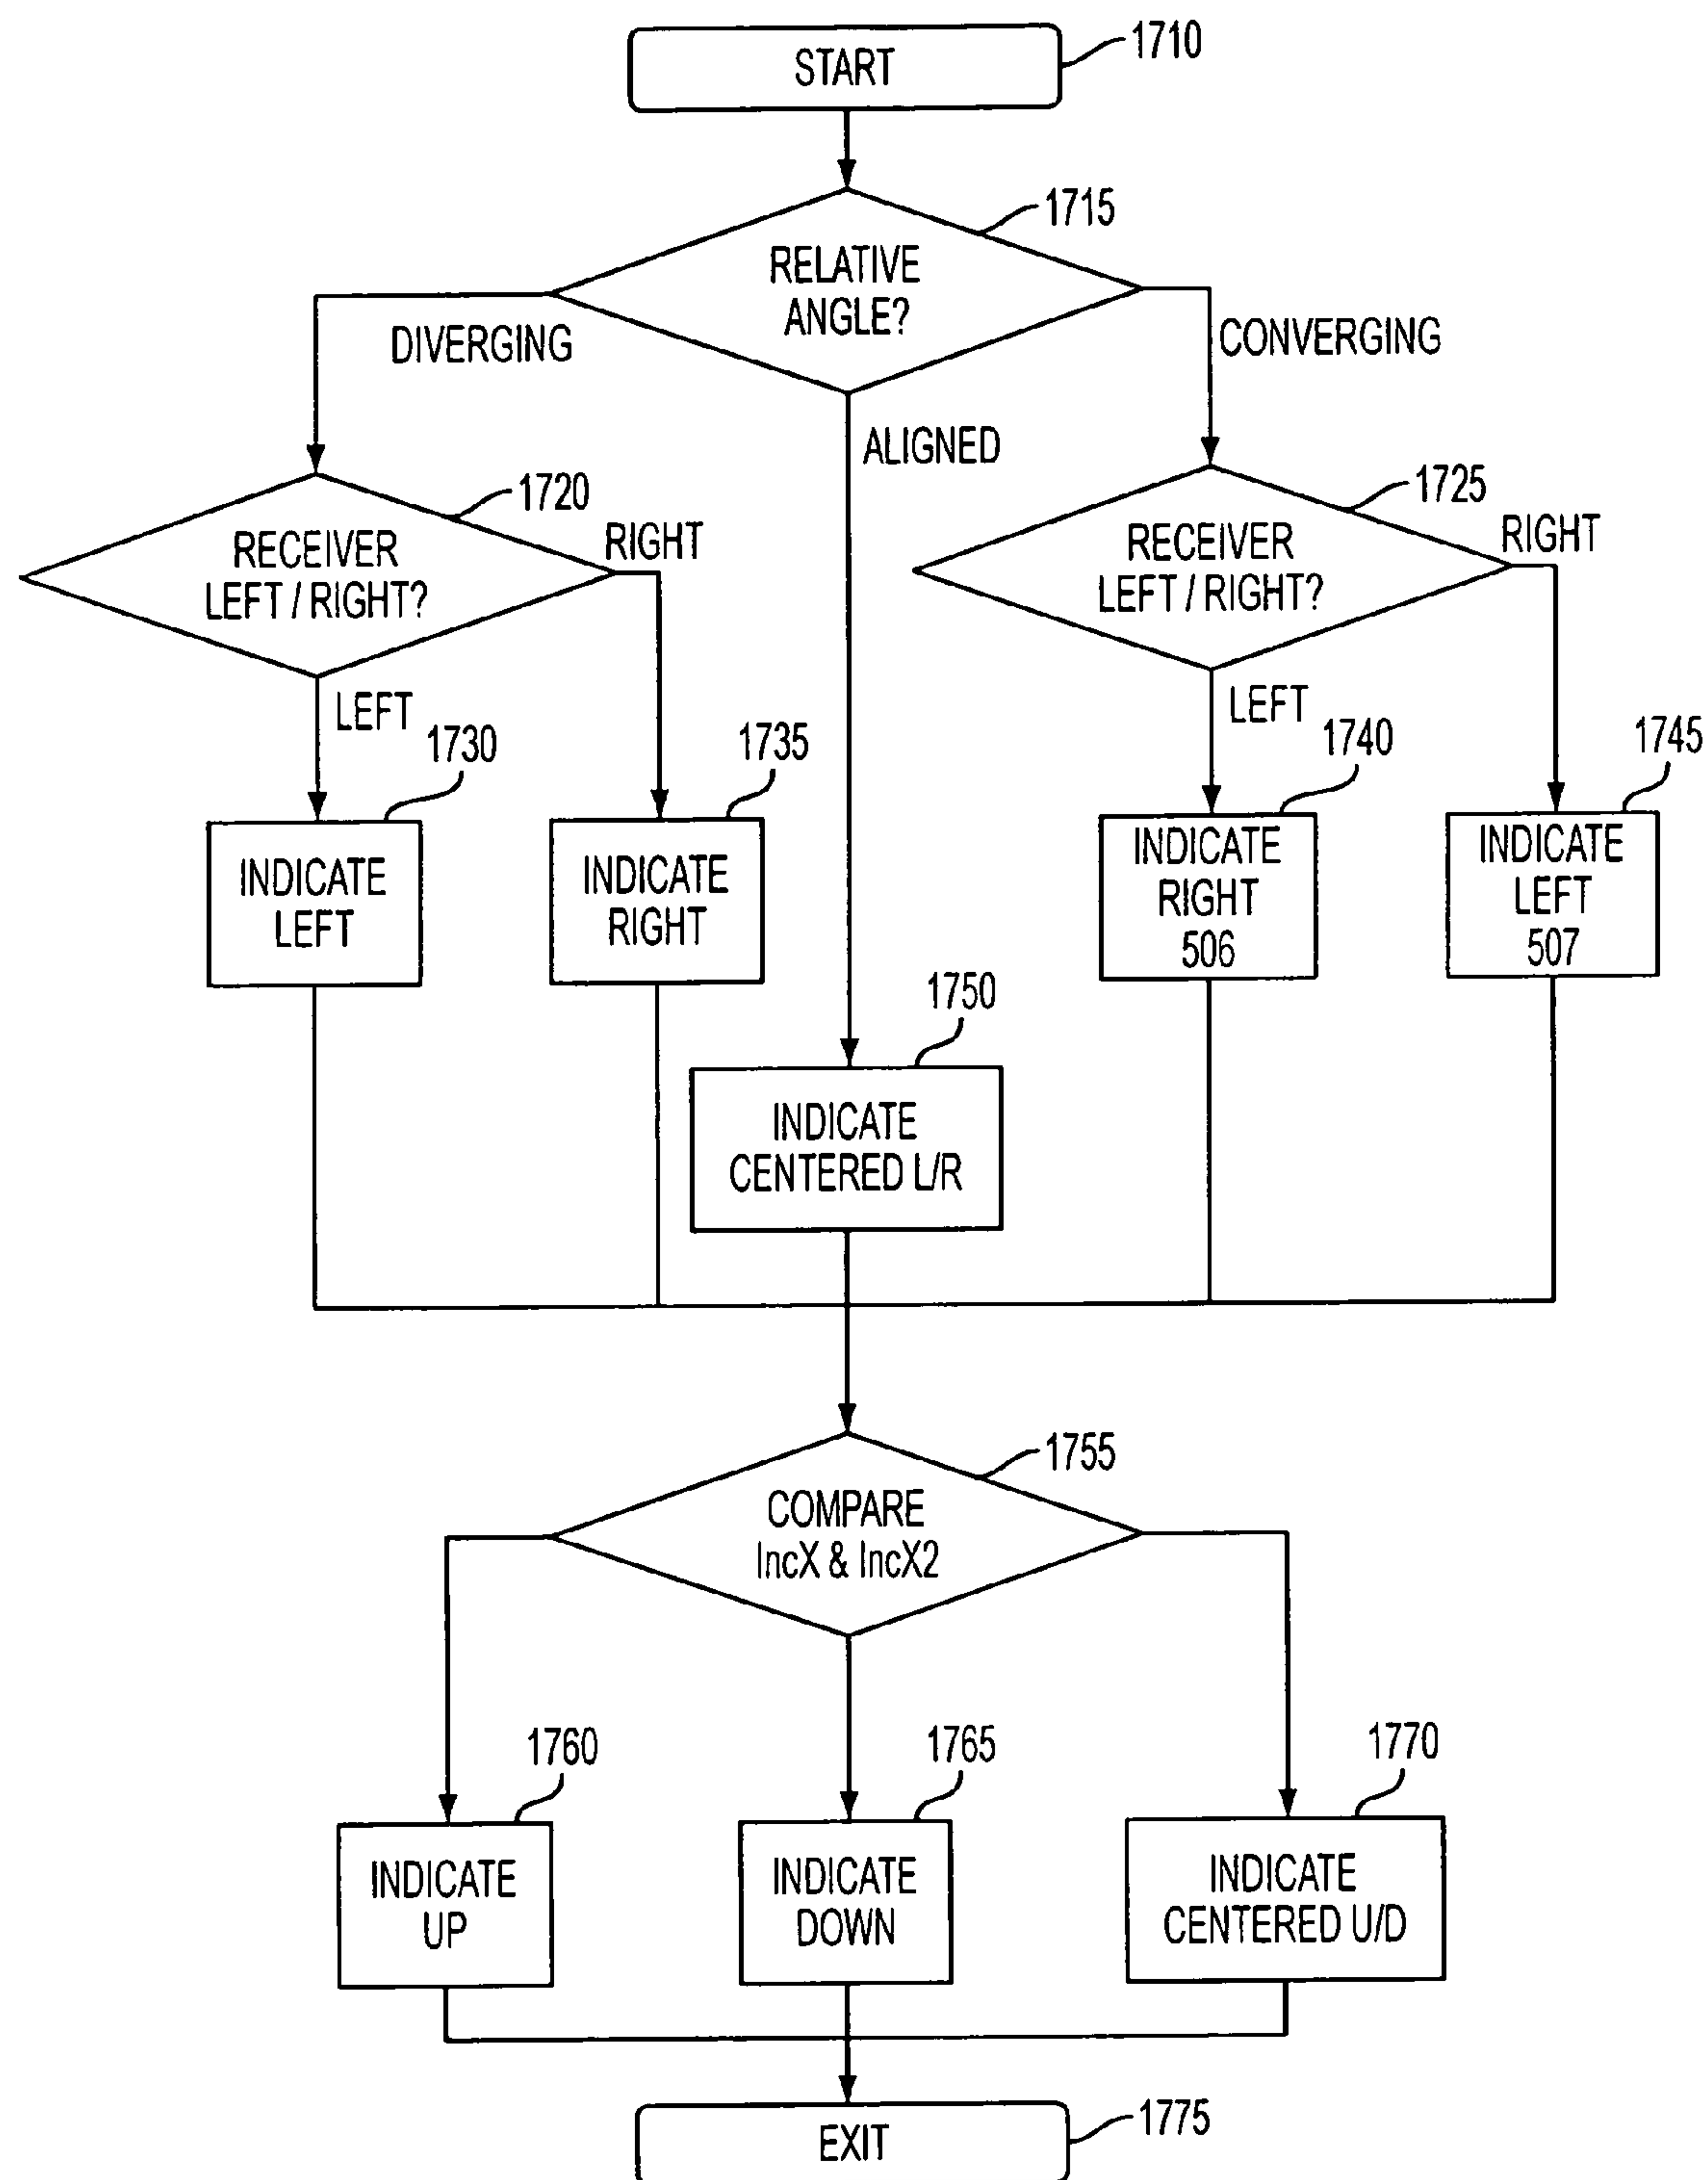 START
1710
1715
RELATIVE
ANGLE?
DIVERGING
CONVERGING
ALIGNED
1720
RECEIVER
LEFT / RIGHT?
RIGHT
LEFT
1725
RECEIVER
LEFT / RIGHT?
RIGHT
LEFT
1730
INDICATE
LEFT
1735
INDICATE
RIGHT
1740
INDICATE
RIGHT
506
1745
INDICATE
LEFT
507
1750
INDICATE
CENTERED L/R
1755
COMPARE
IncX & IncX2
1760
INDICATE
UP
1765
INDICATE
DOWN
1770
INDICATE
CENTERED U/D
EXIT
1775